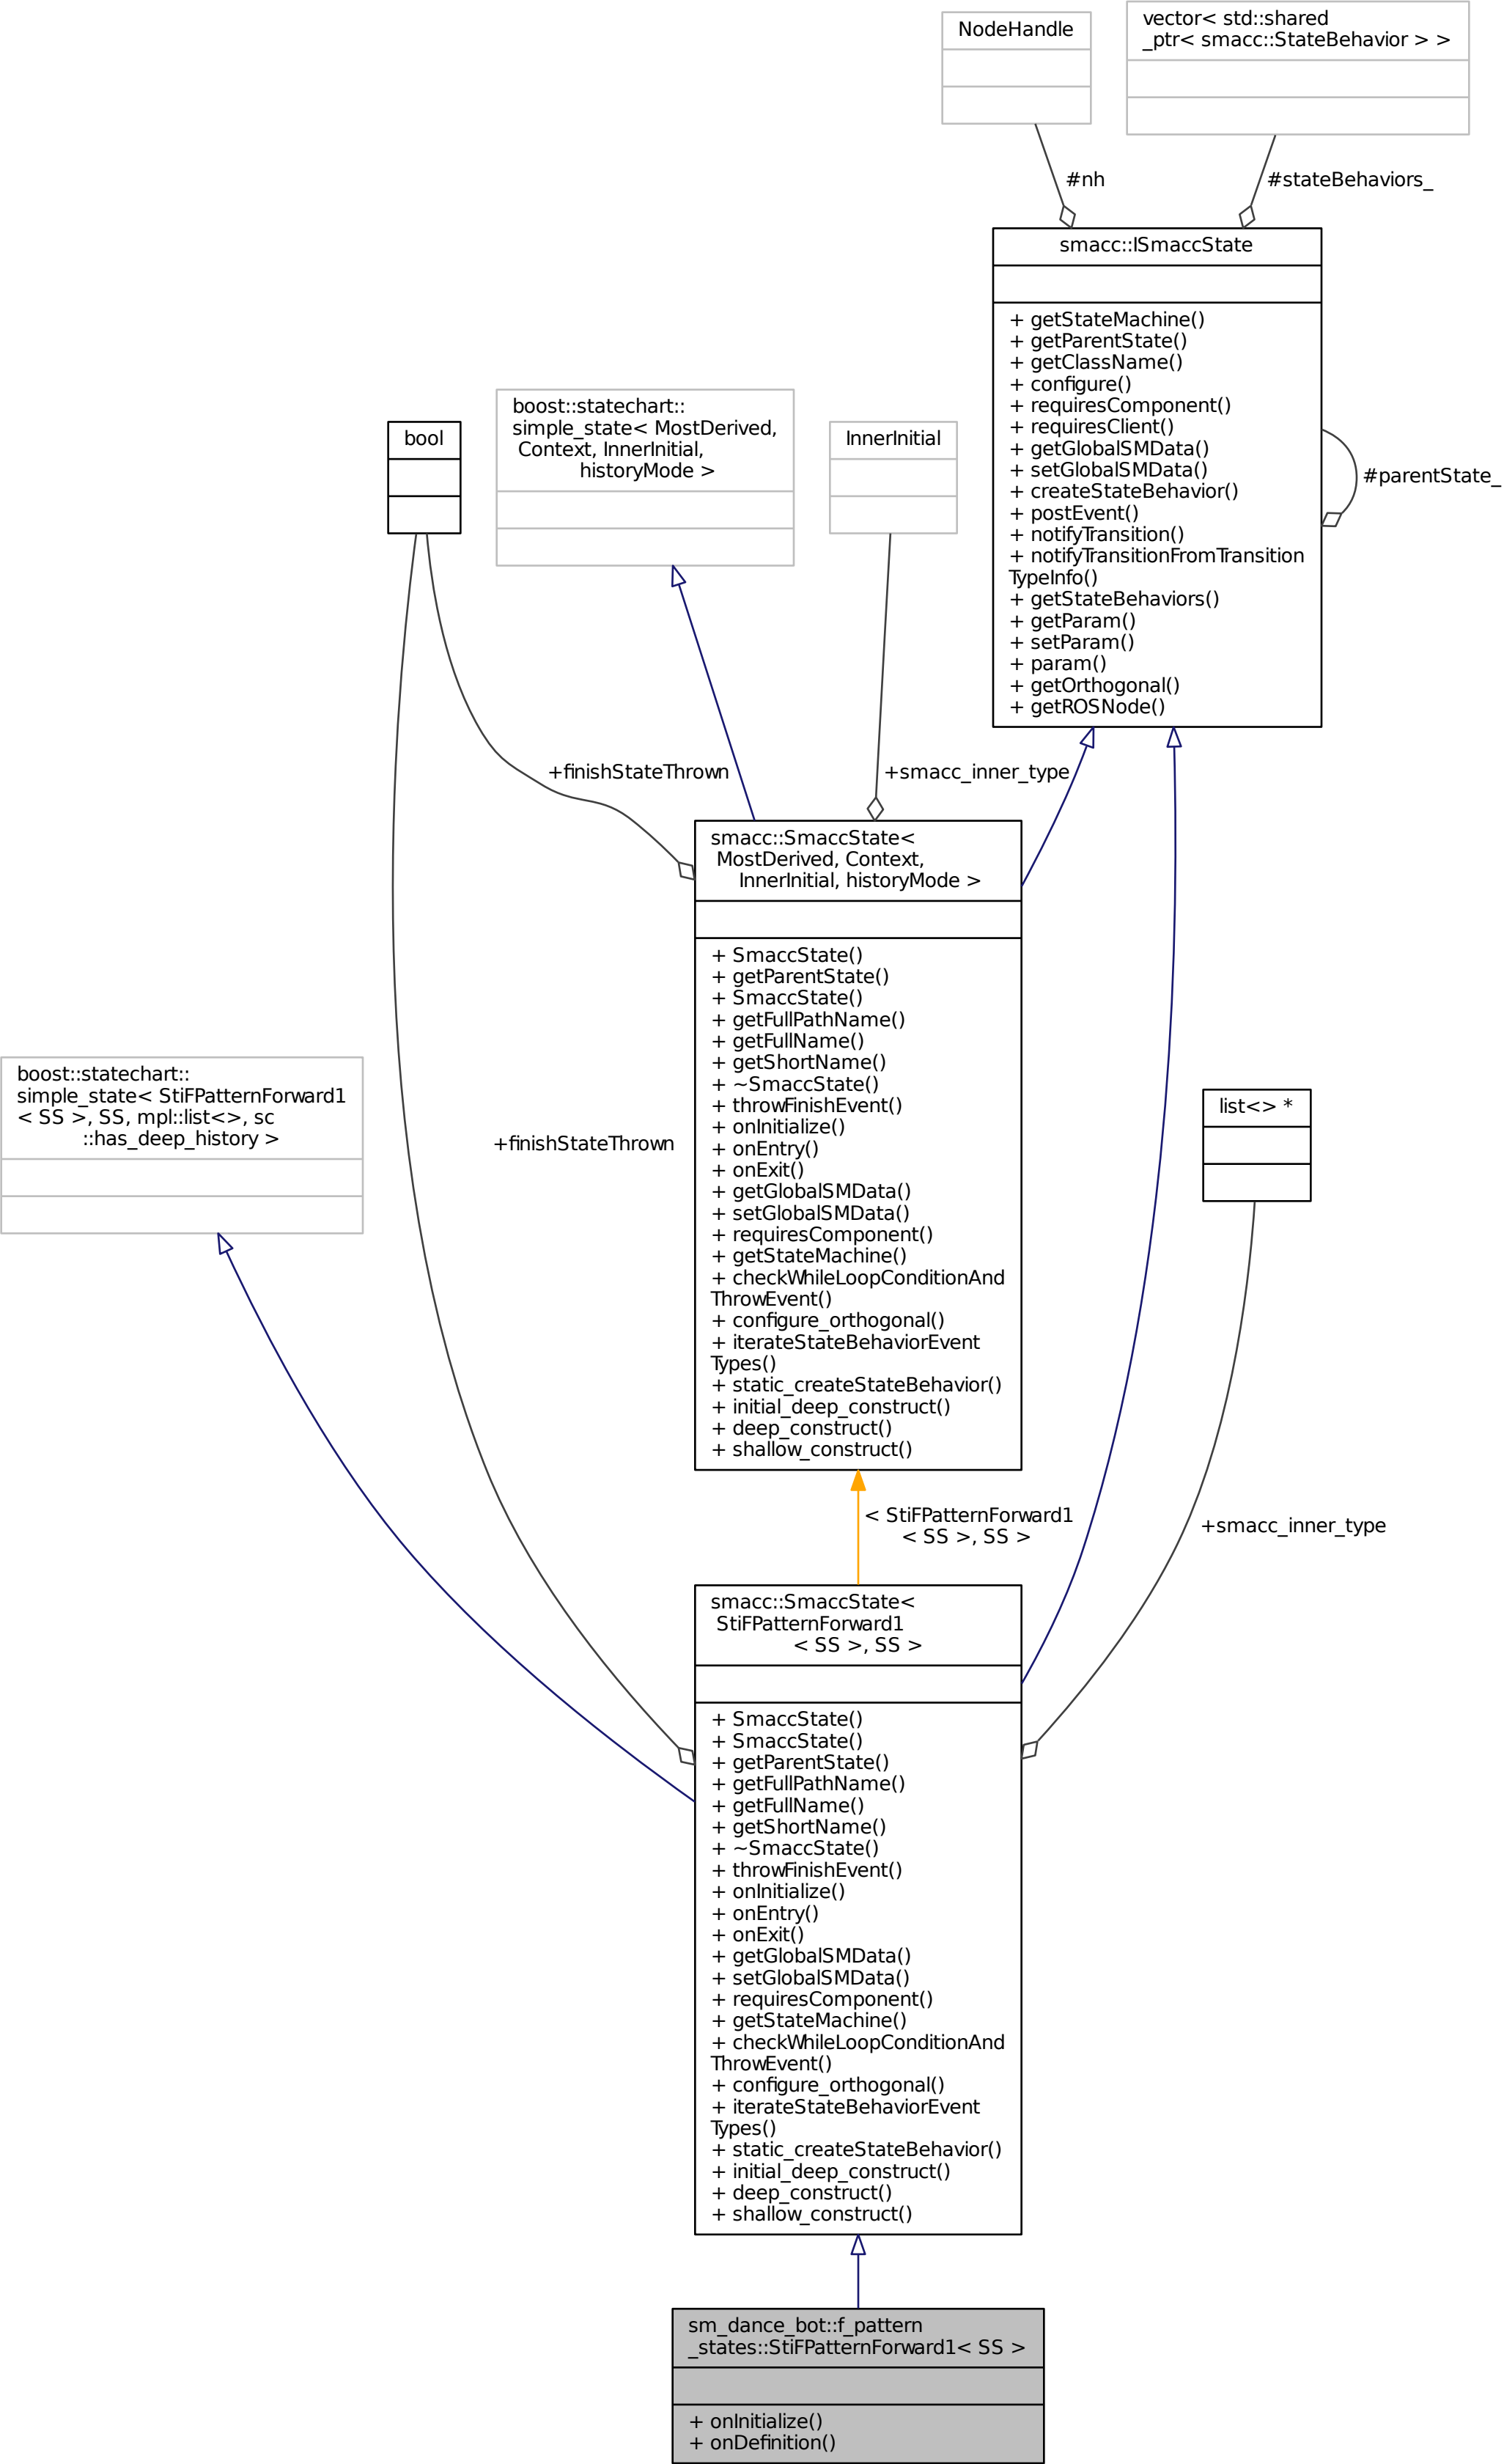 NodeHandle
vector< std::shared
_ptr< smacc::StateBehavior > >
#nh
#stateBehaviors_
smacc::ISmaccState
+ getStateMachine()
+ getParentState()
+ getClassName()
+ configure()
+ requiresComponent()
+ requiresClient()
+ getGlobalSMData()
+ setGlobalSMData()
+ createStateBehavior()
+ postEvent()
+ notifyTransition()
+ notifyTransitionFromTransition
TypeInfo()
+ getStateBehaviors()
+ getParam()
+ setParam()
+ param()
+ getOrthogonal()
+ getROSNode()
#parentState_
bool
boost::statechart::
simple_state< MostDerived,
Context, InnerInitial,
historyMode >
InnerInitial
+finishStateThrown
+smacc_inner_type
smacc::SmaccState<
MostDerived, Context,
InnerInitial, historyMode >
+ SmaccState()
+ getParentState()
+ SmaccState()
+ getFullPathName()
+ getFullName()
+ getShortName()
+ ~SmaccState()
+ throwFinishEvent()
+ onInitialize()
+ onEntry()
+ onExit()
+ getGlobalSMData()
+ setGlobalSMData()
+ requiresComponent()
+ getStateMachine()
+ checkWhileLoopConditionAnd
ThrowEvent()
+ configure_orthogonal()
+ iterateStateBehaviorEvent
Types()
+ static_createStateBehavior()
+ initial_deep_construct()
+ deep_construct()
+ shallow_construct()
boost::statechart::
simple_state< StiFPatternForward1
< SS >, SS, mpl::list<>, sc
::has_deep_history >
+finishStateThrown
list<> *
< StiFPatternForward1
< SS >, SS >
+smacc_inner_type
smacc::SmaccState<
StiFPatternForward1
< SS >, SS >
+ SmaccState()
+ SmaccState()
+ getParentState()
+ getFullPathName()
+ getFullName()
+ getShortName()
+ ~SmaccState()
+ throwFinishEvent()
+ onInitialize()
+ onEntry()
+ onExit()
+ getGlobalSMData()
+ setGlobalSMData()
+ requiresComponent()
+ getStateMachine()
+ checkWhileLoopConditionAnd
ThrowEvent()
+ configure_orthogonal()
+ iterateStateBehaviorEvent
Types()
+ static_createStateBehavior()
+ initial_deep_construct()
+ deep_construct()
+ shallow_construct()
sm_dance_bot::f_pattern
_states::StiFPatternForward1< SS >
+ onInitialize()
+ onDefinition()